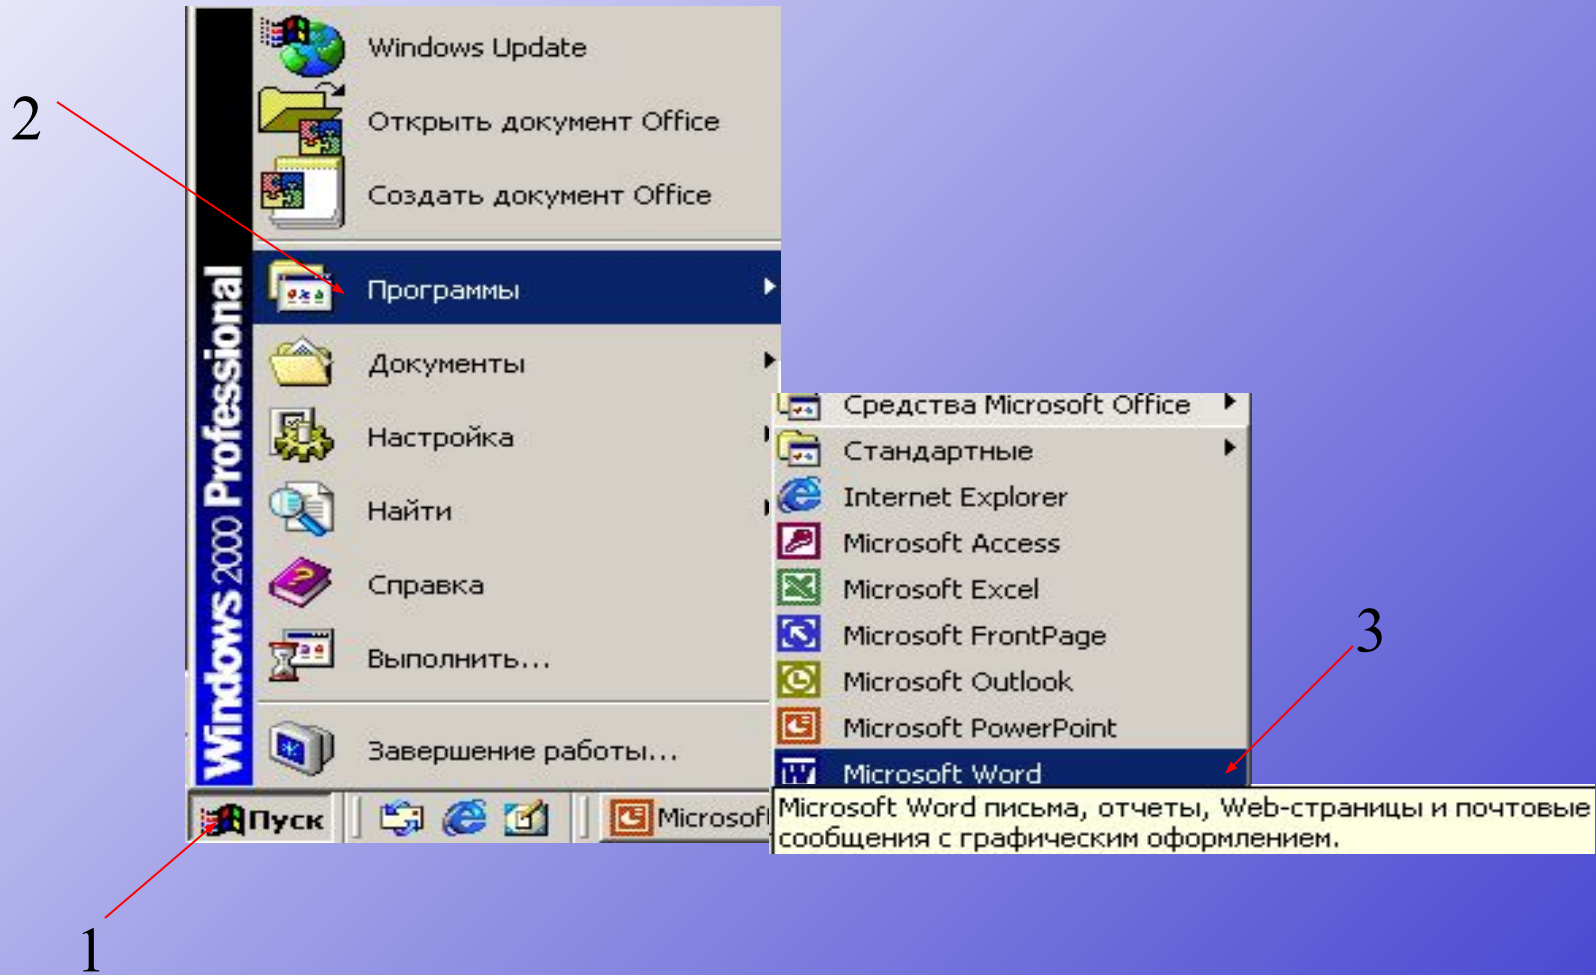 2
Windows Update
Открыть документ Office
Создать документ Office
Программы
Документы
Настройка
Найти
Справка
Выполнить...
Завершение работы...
Windows 2000 Professional
Средства Microsoft Office
Стандартные
Internet Explorer
Microsoft Access
Microsoft Excel
Microsoft FrontPage
Microsoft Outlook
Microsoft PowerPoint
Microsoft Word
3
Microsoft Word письма, отчеты, Web-страницы и почтовые
сообщения с графическим оформлением.
Пуск
Microsoft
1